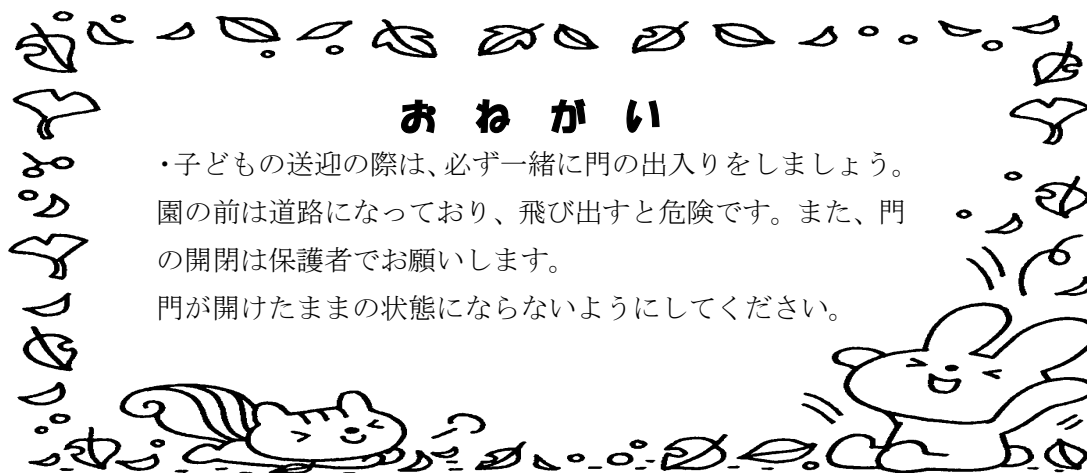 おねがい
・子どもの送迎の際は、必ず一緒に門の出入りをしましょう。
園の前は道路になっており、飛び出すと危険です。また、門
の開閉は保護者でお願いします。
門が開けたままの状態にならないようにしてください。